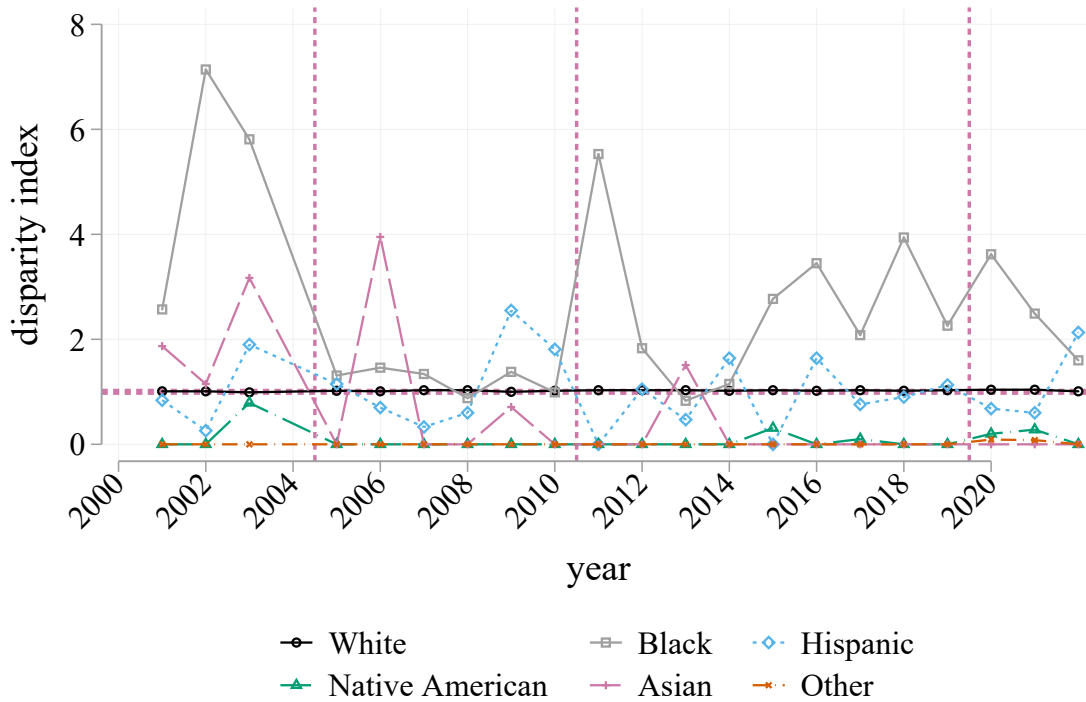 disparity index
8
6
4
2
0
2000 2002 2004 2006 2008 2010 2012 2014 2016 2018 2020
year
White Black Hispanic
Native American Asian Other